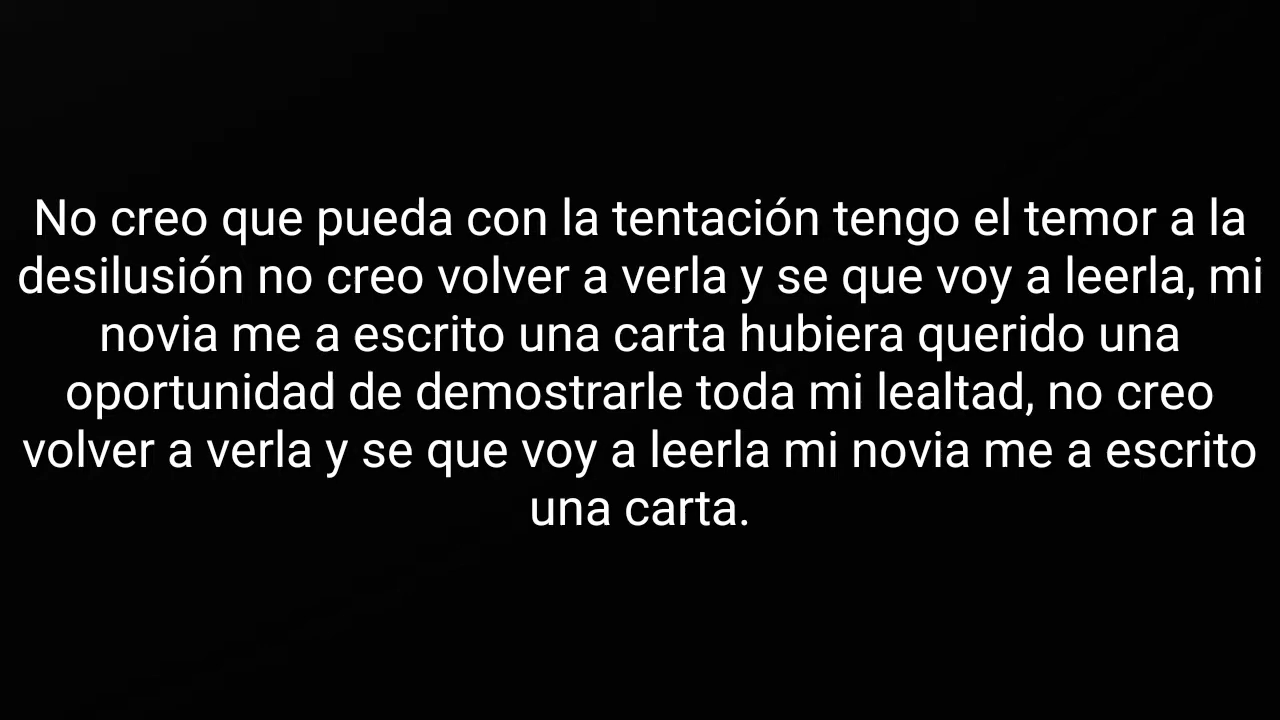 No creo que pueda con la tentación tengo el temor a la
desilusión no creo volver a verla y se que voy a leerla, mi
novia me a escrito una carta hubiera querido una
oportunidad de demostrarle toda mi lealtad, no creo
volver a verla y se que voy a leerla mi novia me a escrito
una carta.